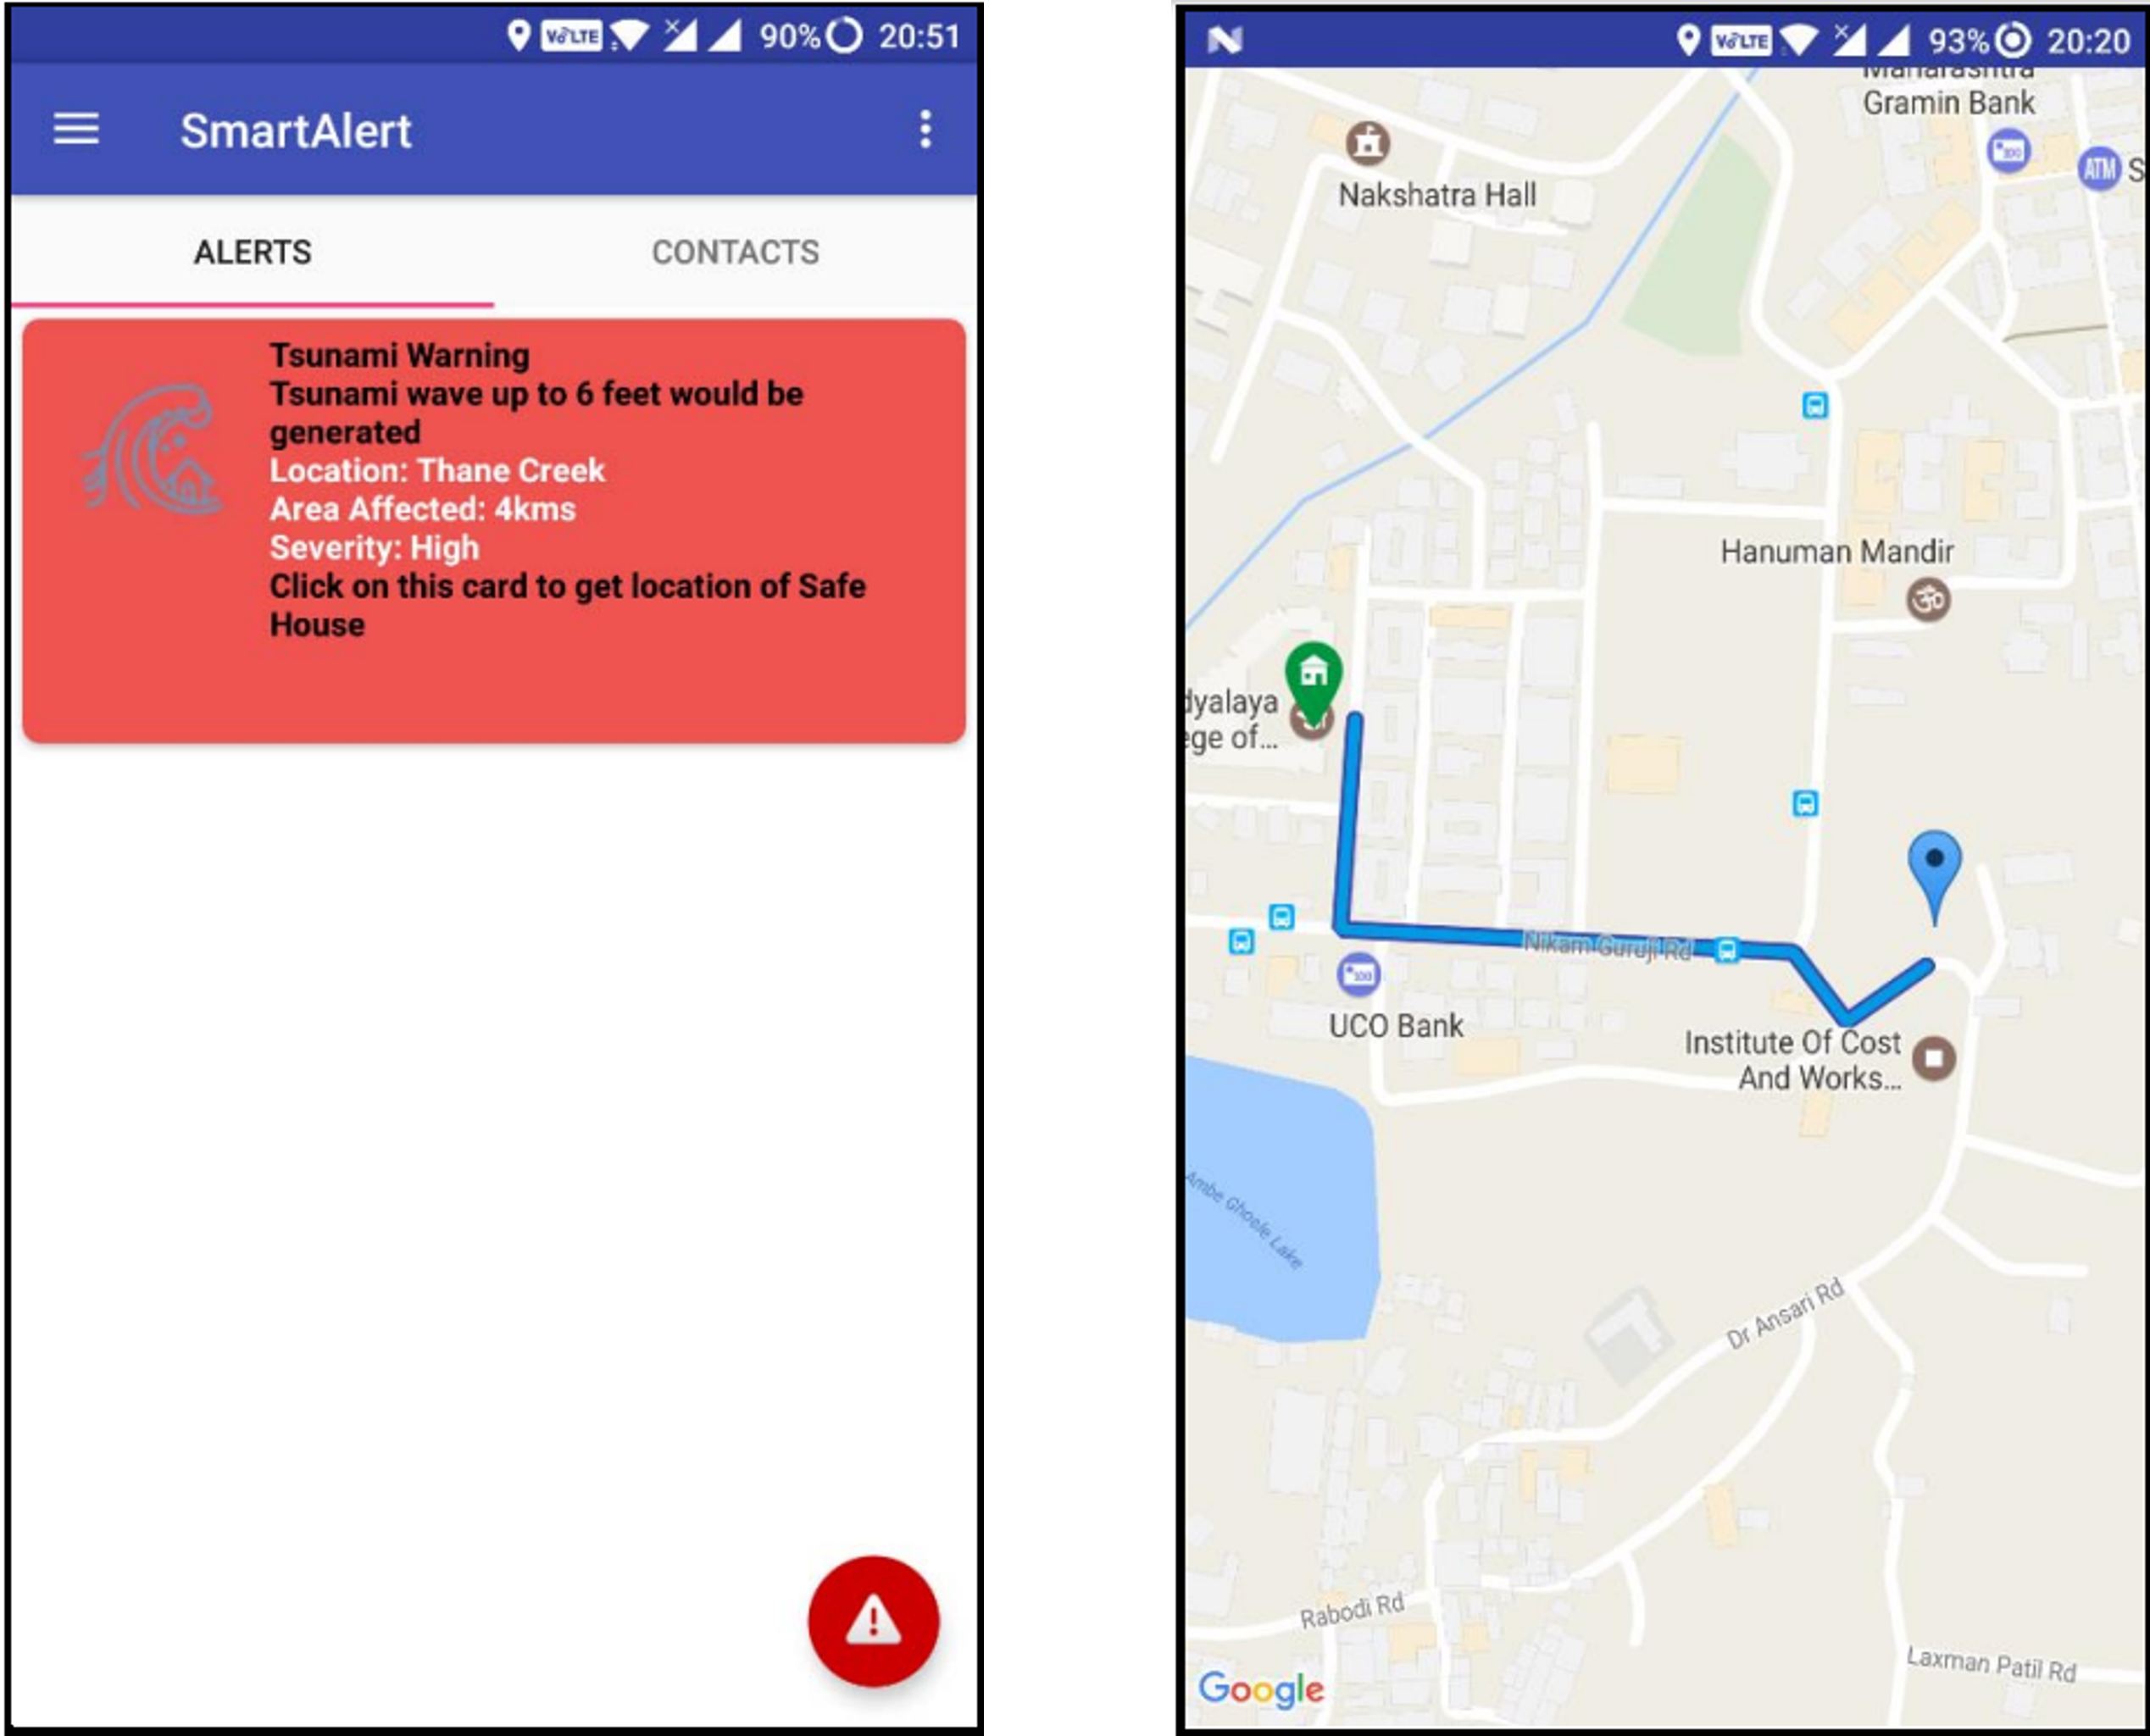 VoLTE 90% 20:51
SmartAlert
ALERTS CONTACTS
Tsunami Warning
Tsunami wave up to 6 feet would be
generated
Location: Thane Creek
Area Affected: 4kms
Severity: High
Click on this card to get location of Safe
House
VoLTE 93% 20:20
Maharashtra
Gramin Bank
ATM S
Nakshatra Hall
Hanuman Mandir
dyalaya
ege of...
Nikam Guruji Rd
UCO Bank
Institute Of Cost
And Works...
Ambe Ghosle Lake
Dr Ansari Rd
Rabodi Rd
Laxman Patil Rd
Google